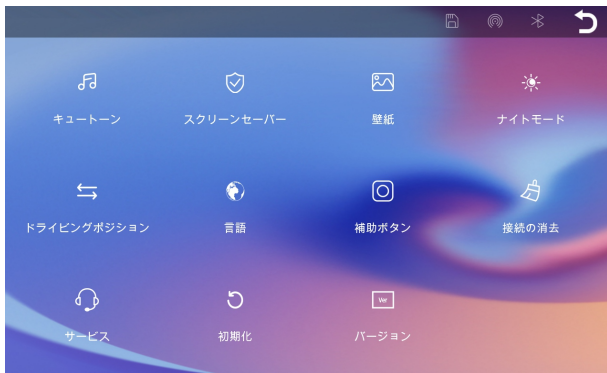 キュートーン
スクリーンセーバー
壁紙
ナイトモード
ドライビングポジション
言語
補助ボタン
接続の消去
サービス
初期化
Ver
バージョン